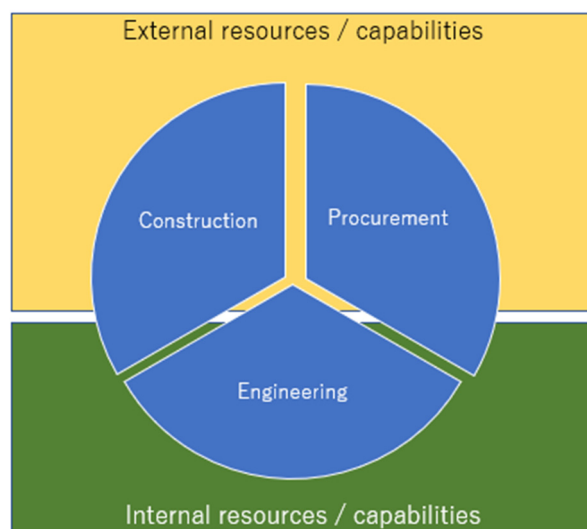 External resources / capabilities
Construction
Procurement
Engineering
Internal resources / capabilities